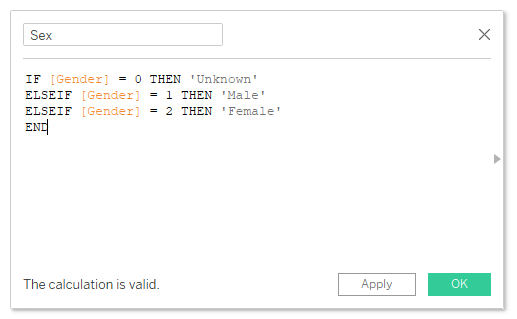 Sex
IF [Gender] = 0 THEN 'Unknown'
ELSEIF [Gender] = 1 THEN 'Male'
ELSEIF [Gender] = 2 THEN 'Female'
END
The calculation is valid.
Apply
OK